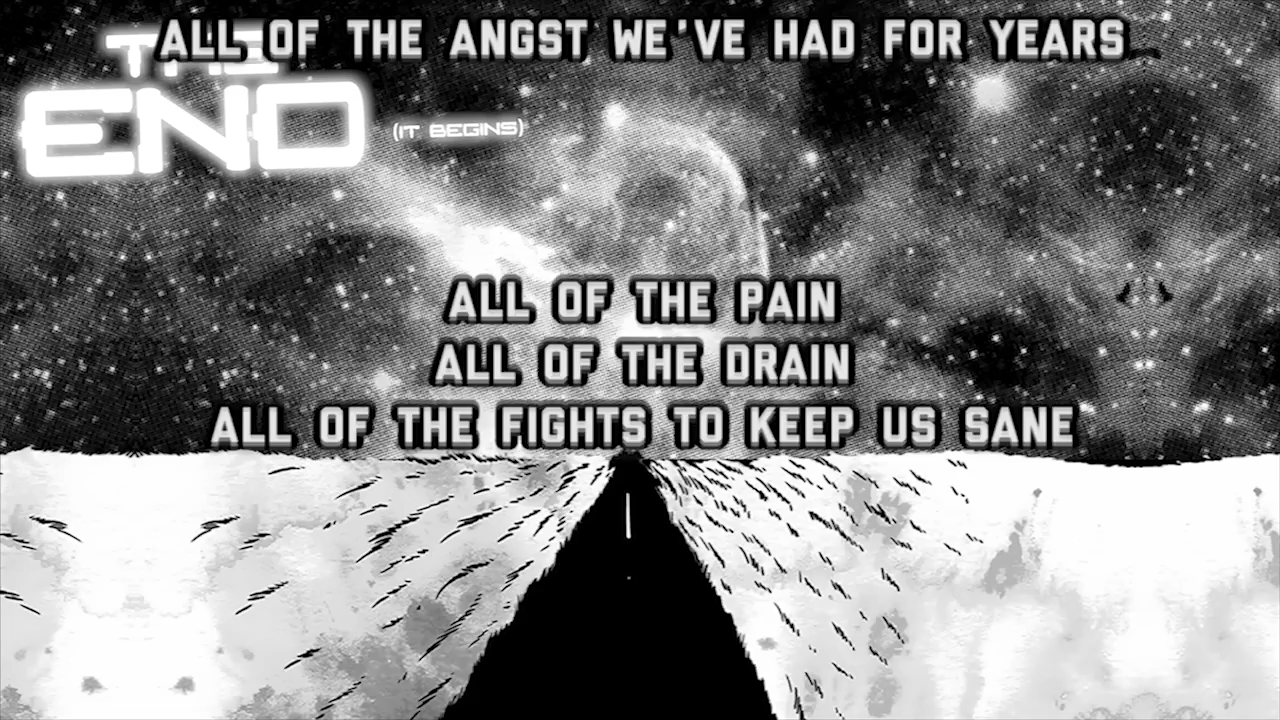 ALL OF THE ANGST WE'VE HAD FOR YEARS
THE
END
(IT BEGINS)
ALL OF THE PAIN
ALL OF THE DRAIN
ALL OF THE FIGHTS TO KEEP US SANE